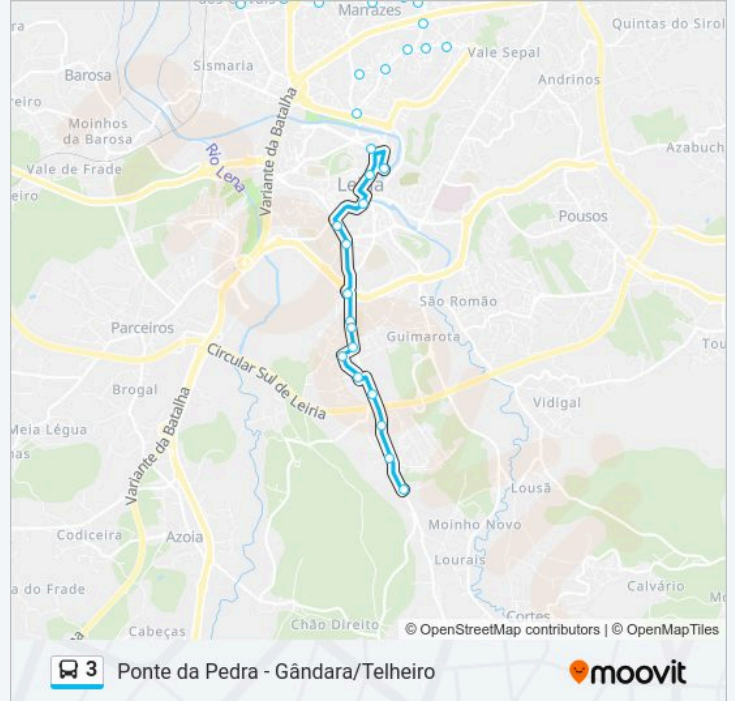 Marrazes
Quintas do Sirol
Sismaria
Vale Sepal
Barosa
Andrinos
Moinhos
da Barosa
Variante da Batalha
Rio Lena
Azabuch
Vale de Frade
Pousos
São Romão
Parceiros
Guimarota
Circular Sul de Leiria
Brogal
Vidigal
Meia Légua
Variante da Batalha
Lousã
Moinho Novo
Codiceira
Azoia
Lourais
a do Frade
Calvário
Chão Direito
Cortes
Cabeças
© OpenStreetMap contributors | © OpenMapTiles
3 Ponte da Pedra - Gândara/Telheiro
moovit